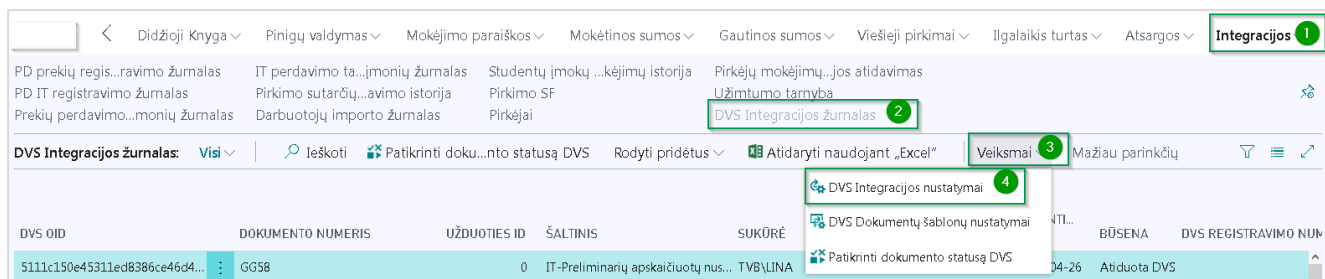 Didžioji Knyga Pinigų valdymas Mokėjimo paraiškos Mokėtinos sumos Gautinos sumos Viešieji pirkimai Ilgalaikis turtas Atsargos Integracijos 1
PD prekių regis...ravimo žurnalas IT perdavimo ta...įmonių žurnalas Studentų įmokų ...kėjimų istorija Pirkėjų mokėjimų...jos atidavimas
PD IT registravimo žurnalas Pirkimo sutarčių...avimo istorija Pirkimo SF Užimtumo tarnyba
Prekių perdavimo...monių žurnalas Darbuotojų importo žurnalas Pirkėjai DVS Integracijos žurnalas 2
DVS Integracijos žurnalas: Visi Ieškoti Patikrinti doku...nto statusą DVS Rodyti pridėtus Atidaryti naudojant „Excel“ Veiksmai 3 Mažiau parinkčių
DVS Integracijos nustatymai 4
DVS Dokumentų šablonų nustatymai
DVS OID DOKUMENTO NUMERIS UŽDUOTIES ID ŠALTINIS SUKŪRĖ NTI... BŪSENA DVS REGISTRAVIMO NUM
Patikrinti dokumento statusą DVS
5111c150e45311ed8386ce46d4... GG58 0 IT-Preliminarių apskaičiuotų nus... TVB\LINA 04-26 Atiduota DVS